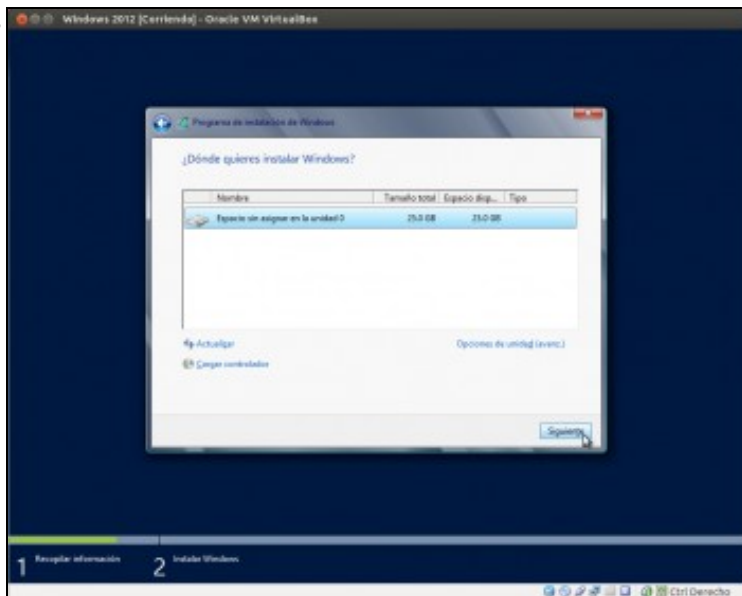 Windows 2012 [Corriendo] - Oracle VM VirtualBox
Programa de instalación de Windows
¿Dónde quieres instalar Windows?
Nombre Tamaño total Espacio disp... Tipo
Espacio sin asignar en la unidad 0 25.0 GB 25.0 GB
Actualizar Opciones de unidad (avanz.)
Cargar controlador
Siguiente
1 Recopilar información 2 Instalar Windows
Ctrl Derecho